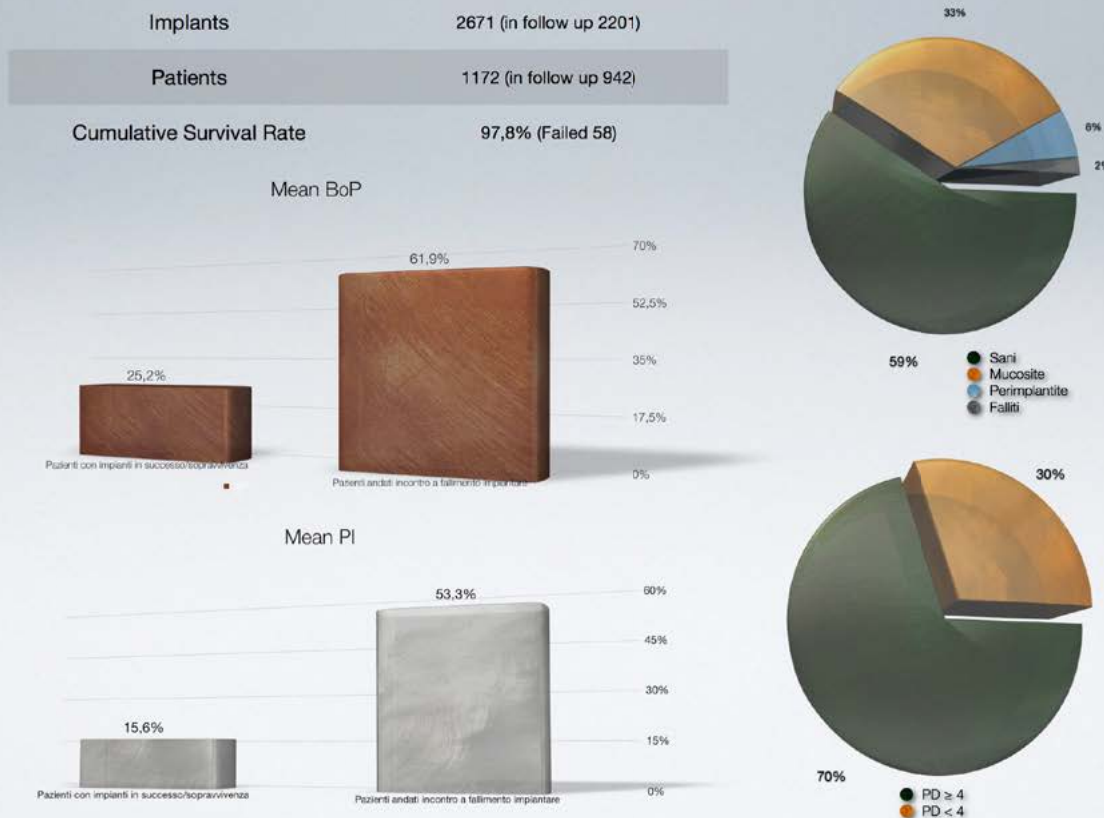 Implants 2671 (in follow up 2201)
Patients 1172 (in follow up 942)
Cumulative Survival Rate 97,8% (Failed 58)
Mean BoP
70%
61,9%
52,5%
35%
25,2%
17,5%
0%
Pazienti con impianti in successo/sopravvivenza
Pazienti andati incontro a fallimento implantare
Mean PI
60%
53,3%
45%
30%
15,6%
15%
0%
Pazienti con impianti in successo/sopravvivenza
Pazienti andati incontro a fallimento implantare
33%
6%
2%
59%
Sani
Mucosite
Perimplantite
Falliti
30%
70%
PD ≥ 4
PD < 4